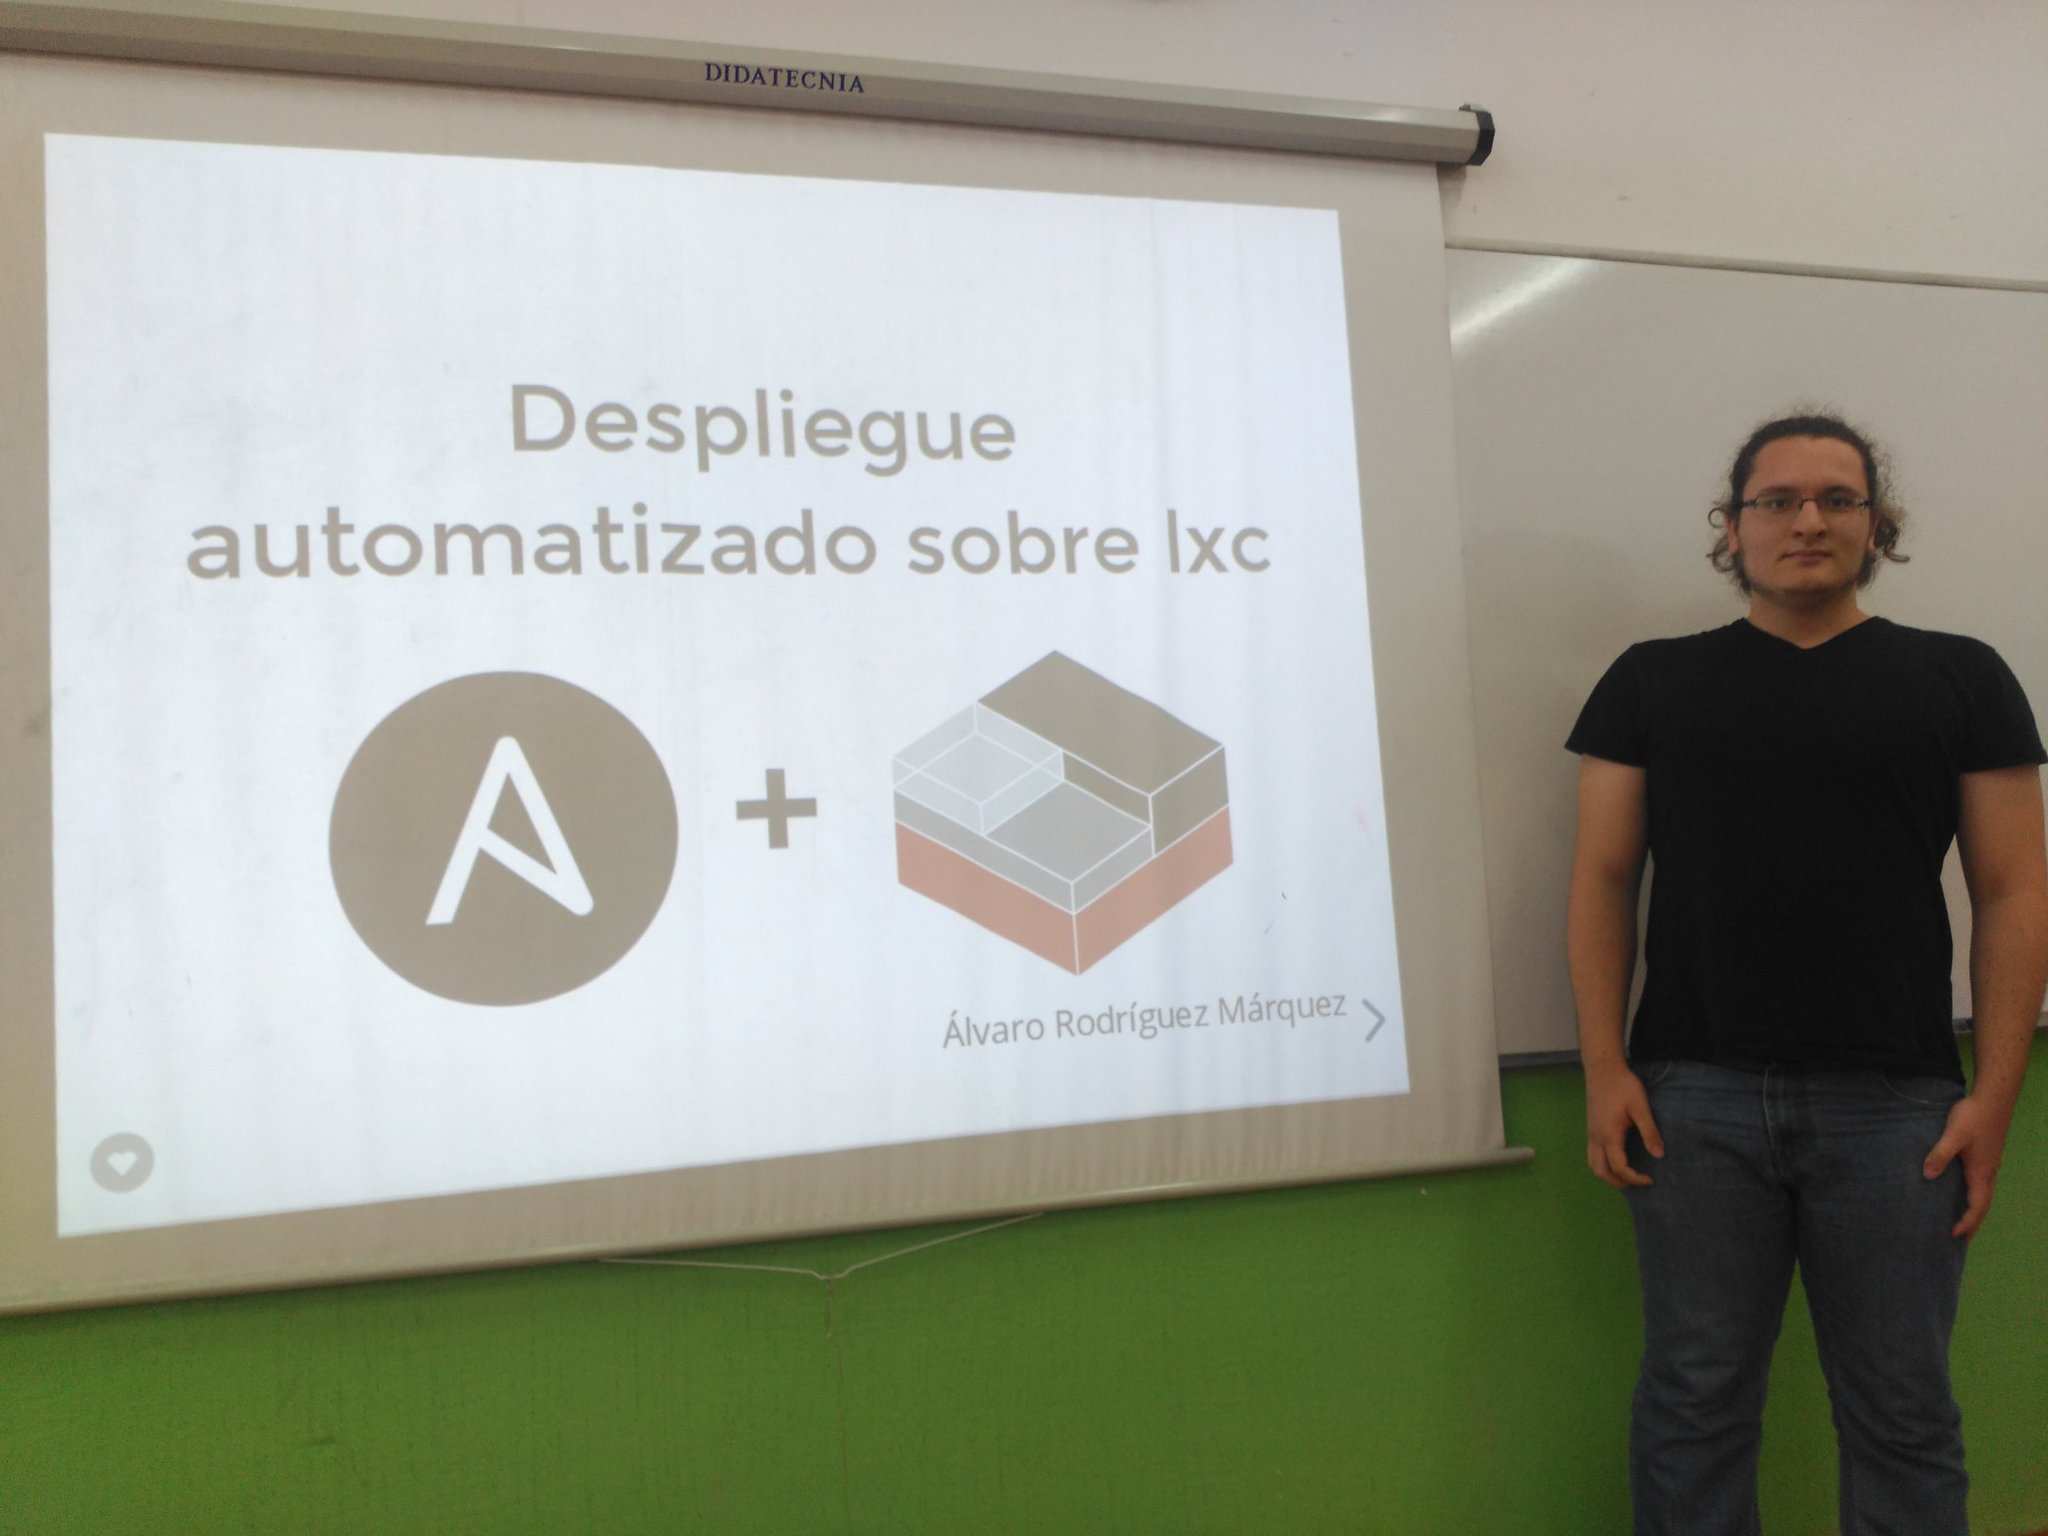 DIDATECNIA
Despliegue
automatizado sobre lxc
+
Álvaro Rodríguez Márquez